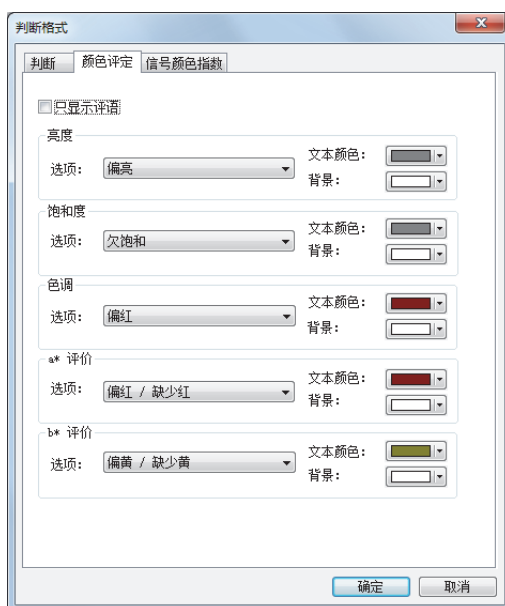 判断格式
判断 颜色评定 信号颜色指数
只显示评语
亮度
选项： 偏亮 文本颜色：
背景：
饱和度
选项： 欠饱和 文本颜色：
背景：
色调
选项： 偏红 文本颜色：
背景：
a* 评价
选项： 偏红 / 缺少红 文本颜色：
背景：
b* 评价
选项： 偏黄 / 缺少黄 文本颜色：
背景：
确定 取消